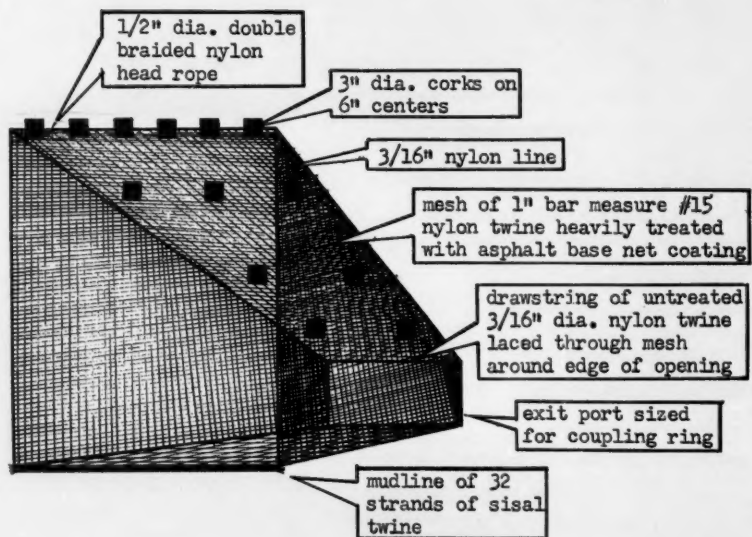 1/2" dia. double
braided nylon
head rope
3" dia. corks on
6" centers
3/16" nylon line
mesh of 1" bar measure #15
nylon twine heavily treated
with asphalt base net coating
drawstring of untreated
3/16" dia. nylon twine
laced through mesh
around edge of opening
exit port sized
for coupling ring
mudline of 32
strands of sisal
twine